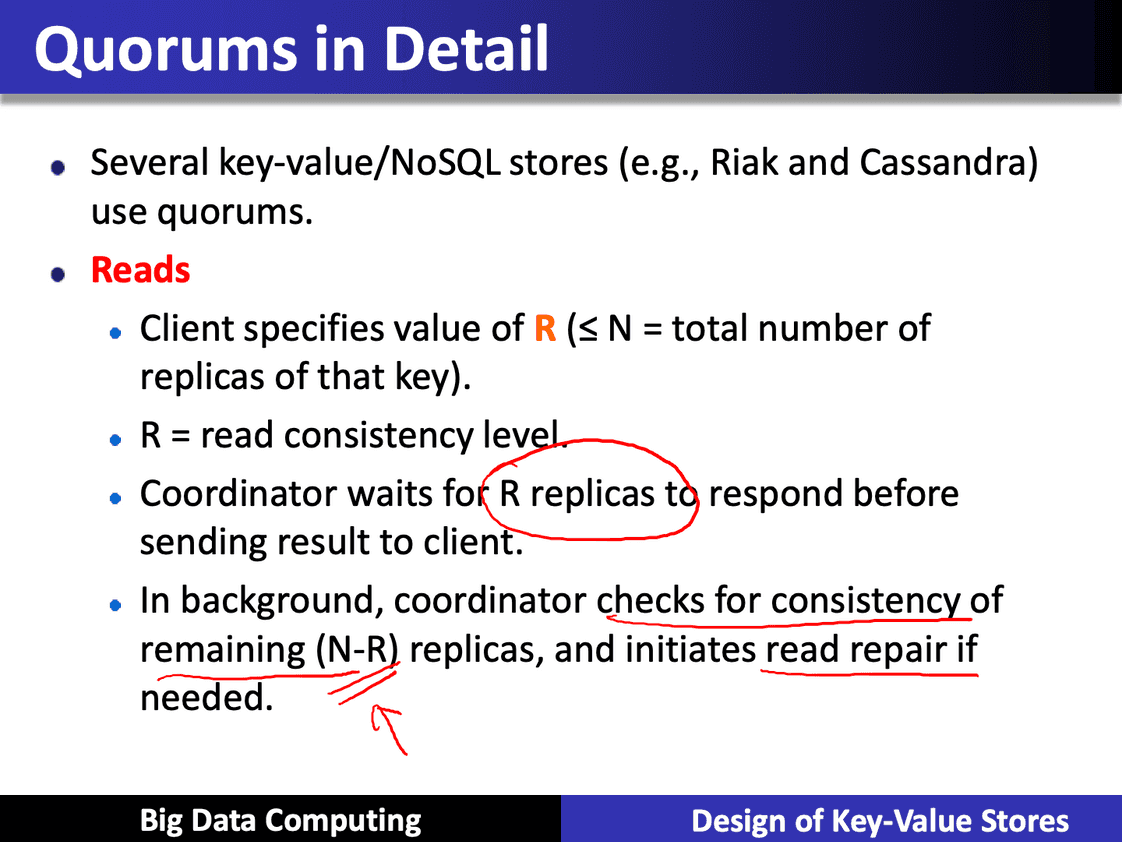 Quorums in Detail
Several key-value/NoSQL stores (e.g., Riak and Cassandra)
use quorums.
Reads
Client specifies value of R (≤ N = total number of
replicas of that key).
R = read consistency level.
Coordinator waits for R replicas to respond before
sending result to client.
In background, coordinator checks for consistency of
remaining (N-R) replicas, and initiates read repair if
needed.
Big Data Computing
Design of Key-Value Stores